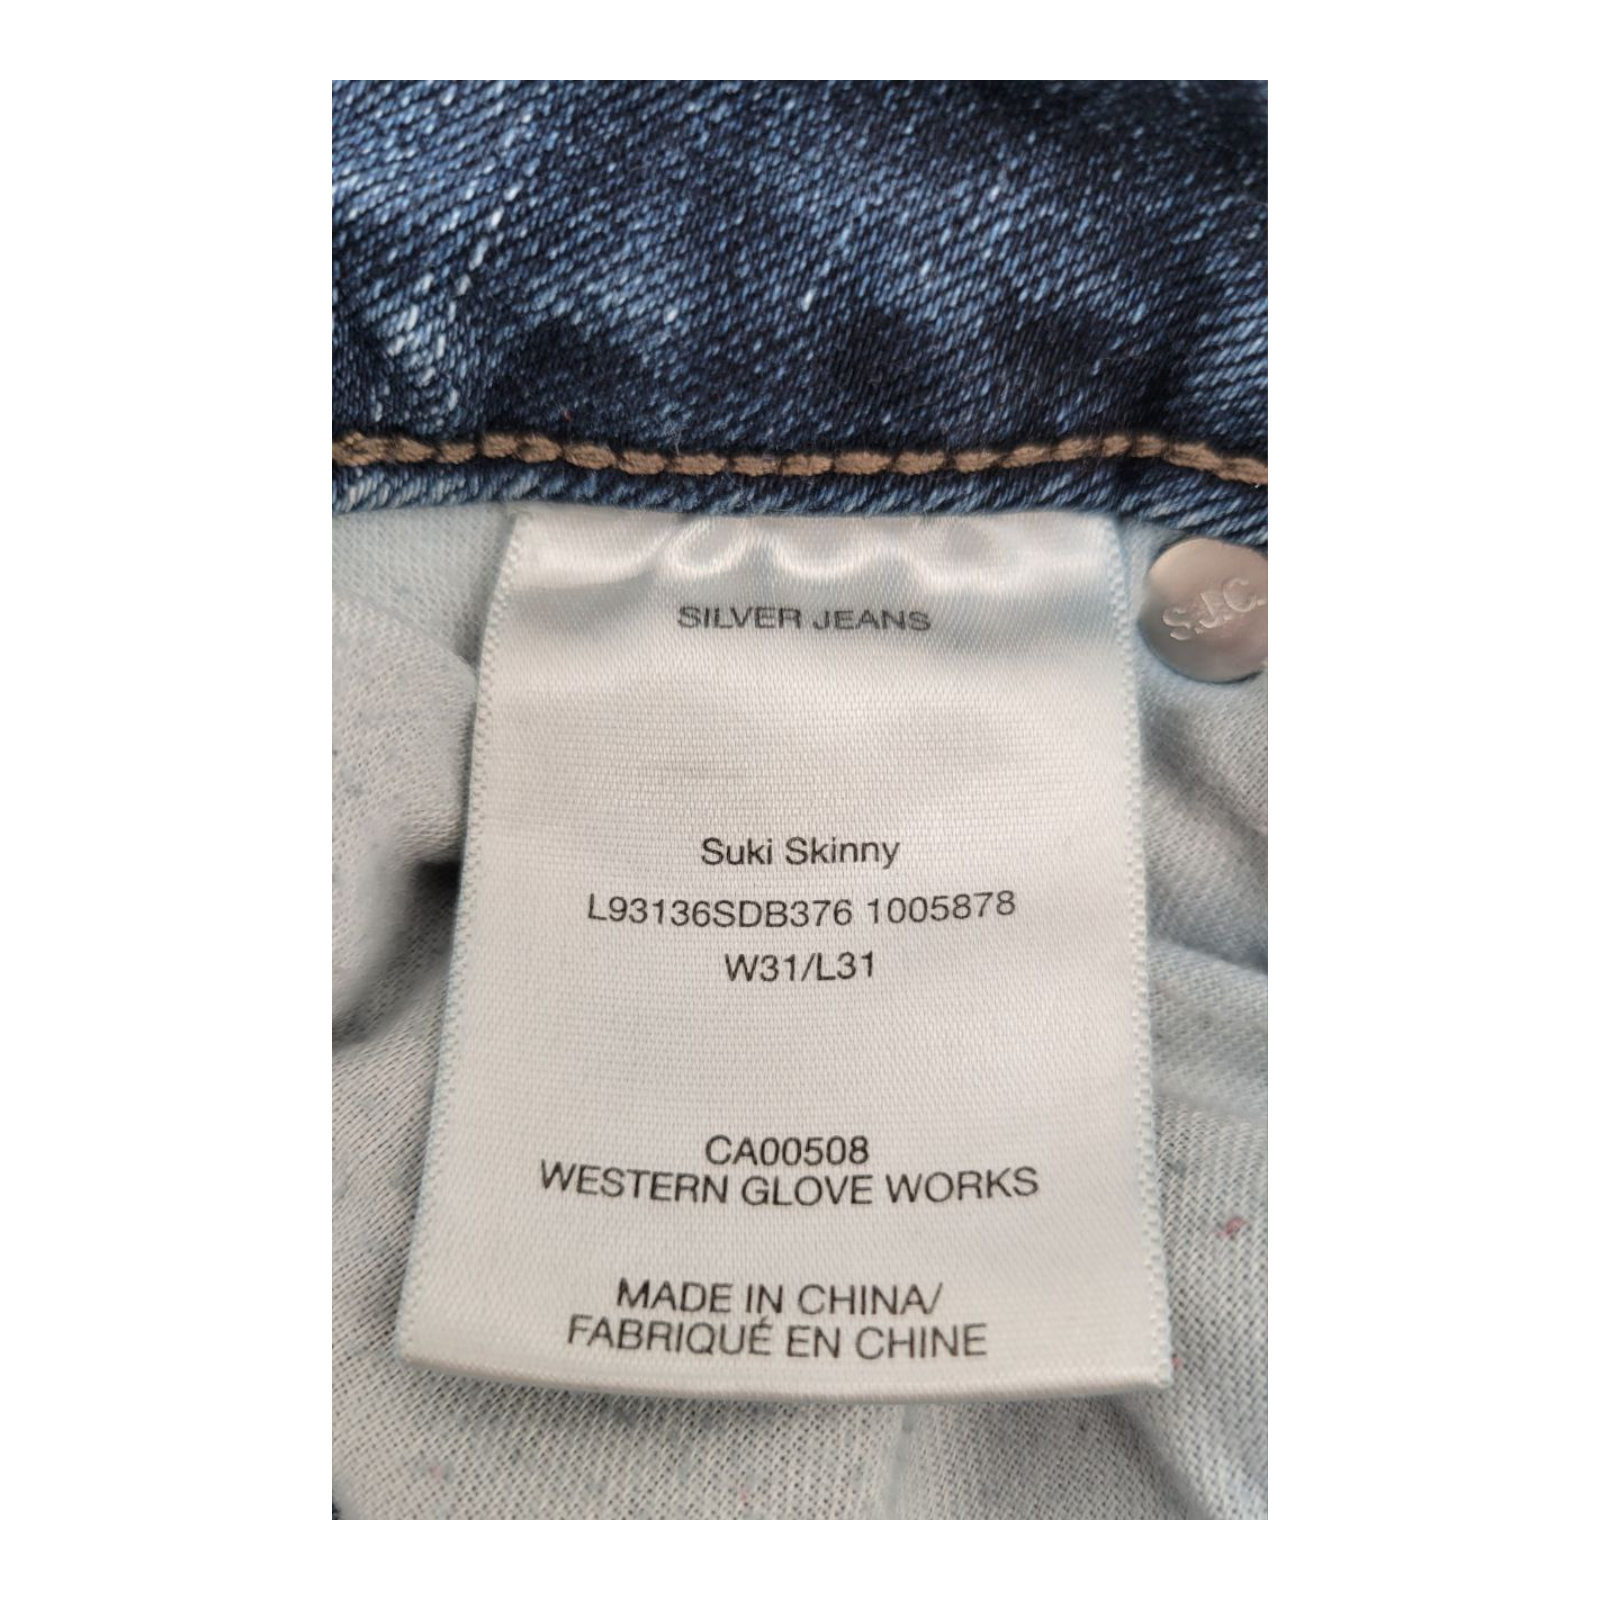 SILVER JEANS
S.J.C.
Suki Skinny
L93136SDB376 1005878
W31/L31
CA00508
WESTERN GLOVE WORKS
MADE IN CHINA/
FABRIQUÉ EN CHINE